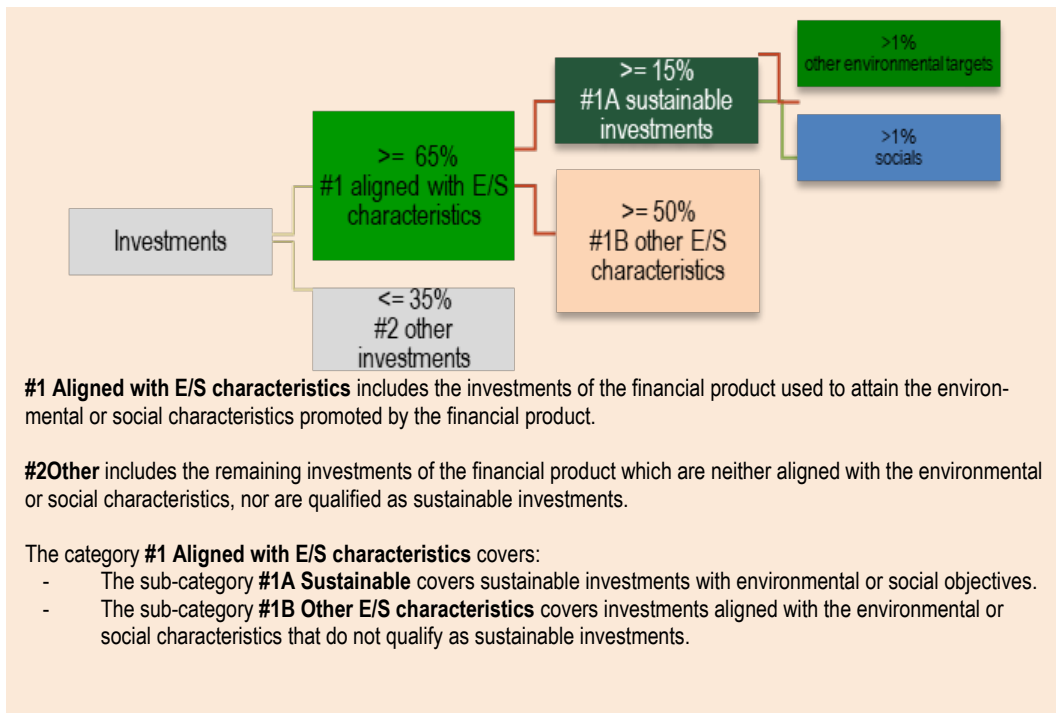 Investments
>= 65%
#1 aligned with E/S
characteristics
<= 35%
#2 other
investments
>= 15%
#1A sustainable
investments
>= 50%
#1B other E/S
characteristics
>1%
other environmental targets
>1%
socials
#1 Aligned with E/S characteristics includes the investments of the financial product used to attain the environ-
mental or social characteristics promoted by the financial product.
#2Other includes the remaining investments of the financial product which are neither aligned with the environmental
or social characteristics, nor are qualified as sustainable investments.
The category #1 Aligned with E/S characteristics covers:
- The sub-category #1A Sustainable covers sustainable investments with environmental or social objectives.
- The sub-category #1B Other E/S characteristics covers investments aligned with the environmental or
social characteristics that do not qualify as sustainable investments.